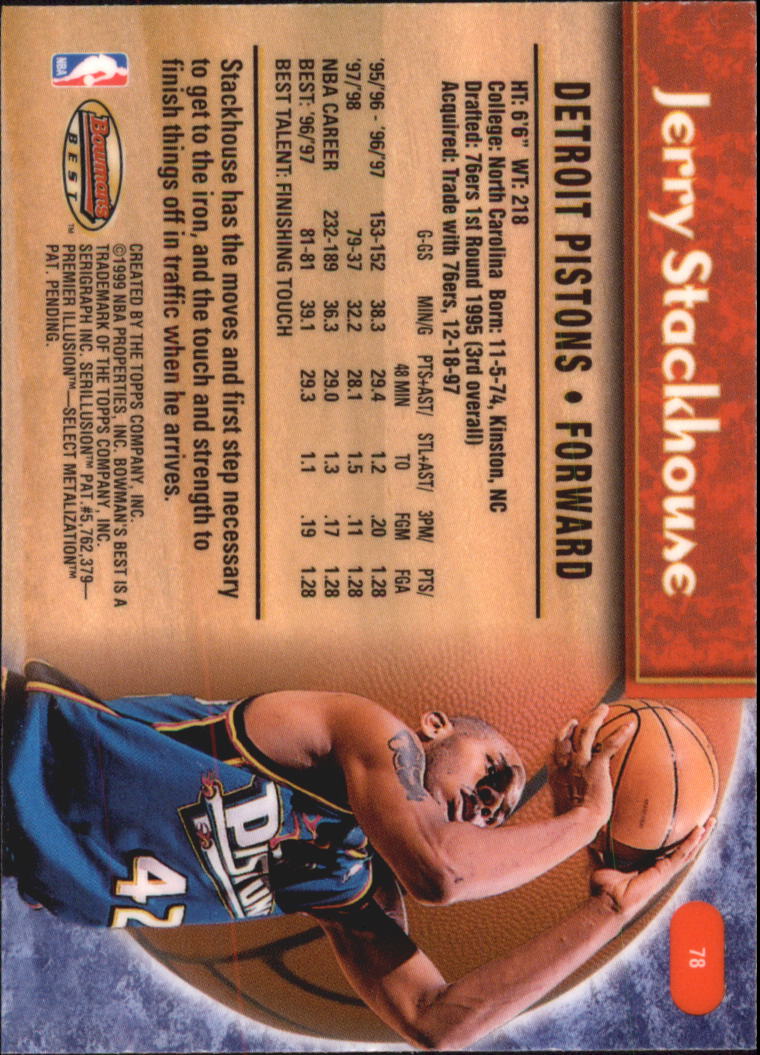 Jerry Stackhouse
78
DETROIT PISTONS • FORWARD
HT: 6'6" WT: 218
College: North Carolina Born: 11-5-74, Kinston, NC
Drafted: 76ers 1st Round 1995 (3rd overall)
Acquired: Trade with 76ers, 12-18-97
G-GS MIN/G PTS+AST/ STL+AST/ 3PM/ PTS/
48 MIN TO FGM FGA
'95/'96 - '96/'97 153-152 38.3 29.4 1.2 .20 1.28
'97/'98 79-37 32.2 28.1 1.5 .11 1.28
NBA CAREER 232-189 36.3 29.0 1.3 .17 1.28
BEST: '96/'97 81-81 39.1 29.3 1.1 .19 1.28
BEST TALENT: FINISHING TOUCH
Stackhouse has the moves and first step necessary
to get to the iron, and the touch and strength to
finish things off in traffic when he arrives.
NBA
Bowman's
BEST™
CREATED BY THE TOPPS COMPANY, INC.
©1999 NBA PROPERTIES, INC. BOWMAN'S BEST IS A
TRADEMARK OF THE TOPPS COMPANY, INC.
SERIGRAPH INC. SERILLUSION™ PAT. #5,762,379—
PREMIER ILLUSION™—SELECT METALIZATION™
PAT. PENDING.
PISTON
42